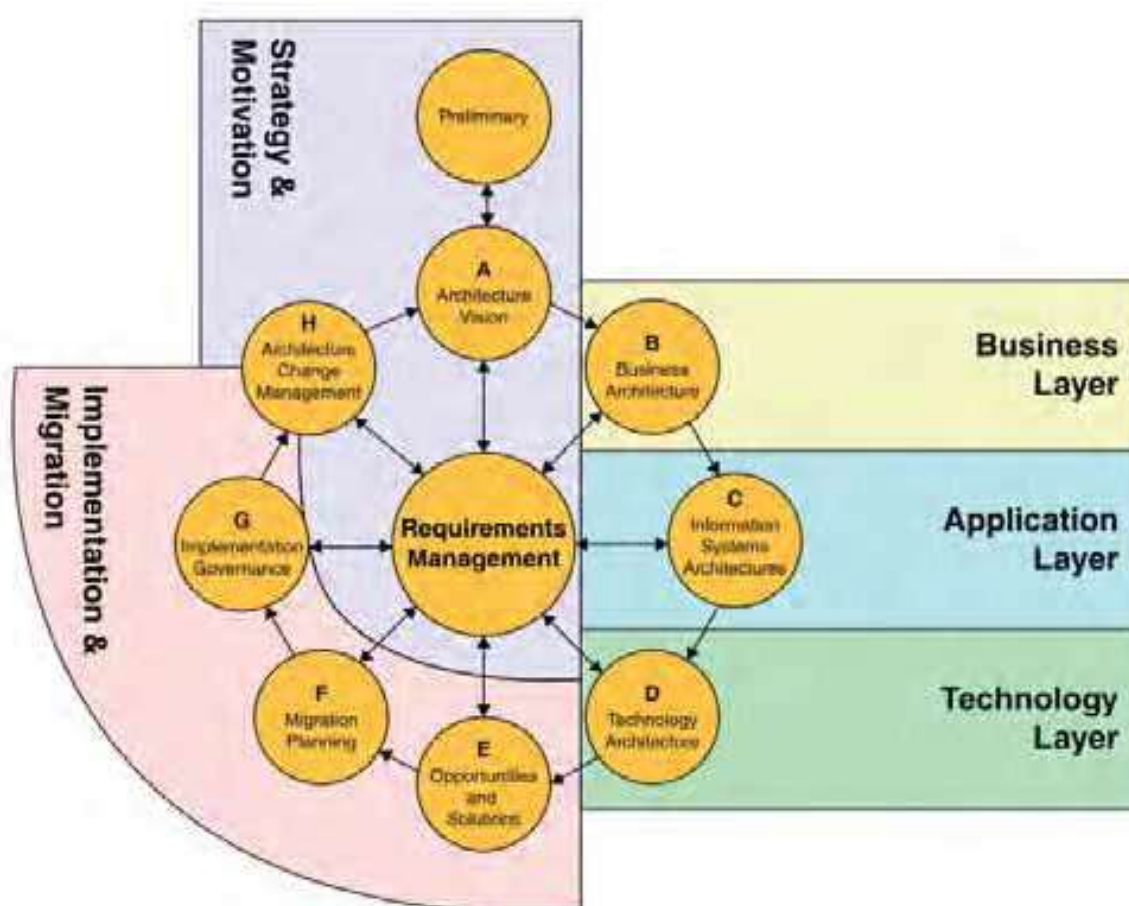 Strategy &
Motivation
Preliminary
A
Architecture
Vision
H
Architecture
Change
Management
B
Business
Architecture
Business
Layer
Implementation &
Migration
G
Implementation
Governance
Requirements
Management
C
Information
Systems
Architectures
Application
Layer
F
Migration
Planning
E
Opportunities
and
Solutions
D
Technology
Architecture
Technology
Layer